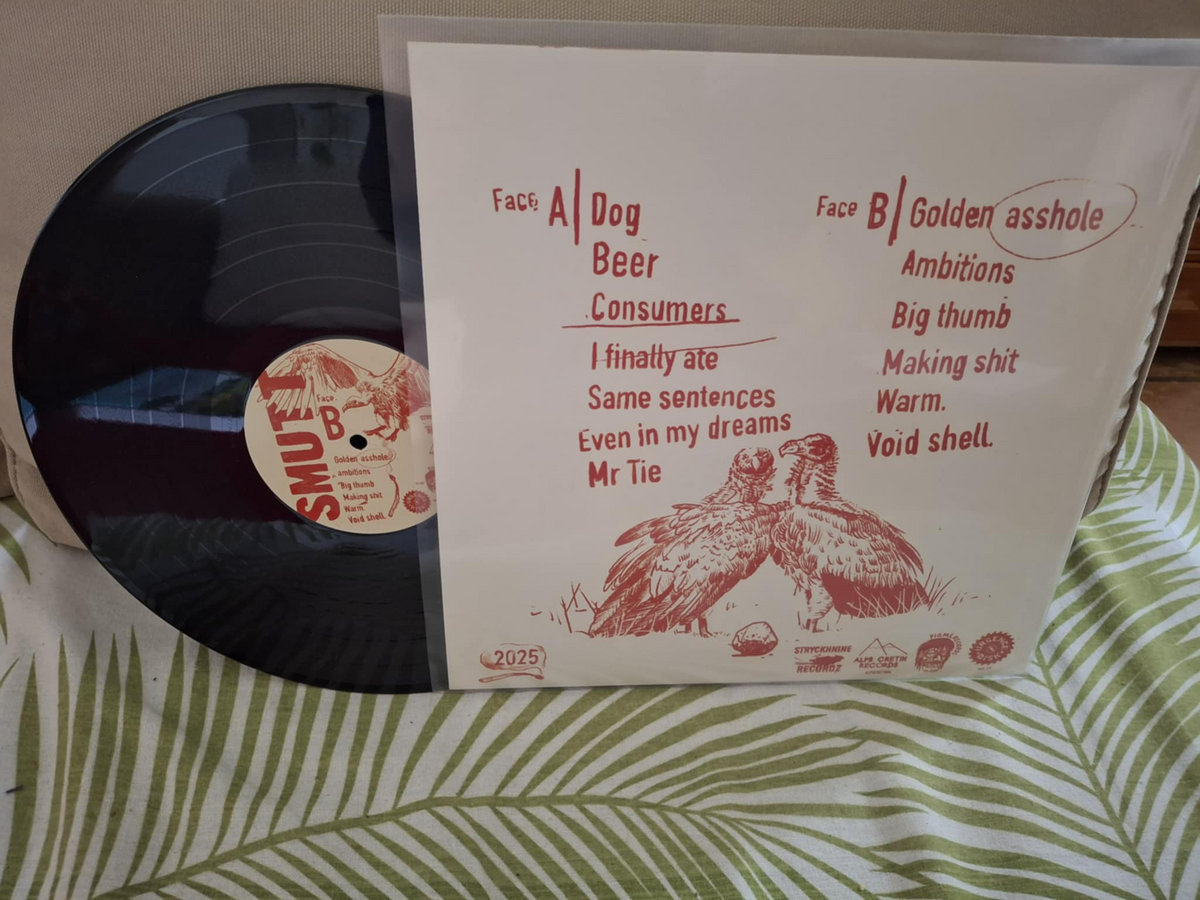 Face A Dog
Beer
Consumers
I finally ate
Same sentences
Even in my dreams
Mr Tie
Face B Golden asshole
Ambitions
Big thumb
Making shit
Warm.
Void shell.
2025
STRYCKHNINE
RECORDZ
ALPS CRETIN
RECORDS
SMUTT
Face
B
Golden asshole
ambitions
Big thumb
Making shit
Warm.
Void shell.